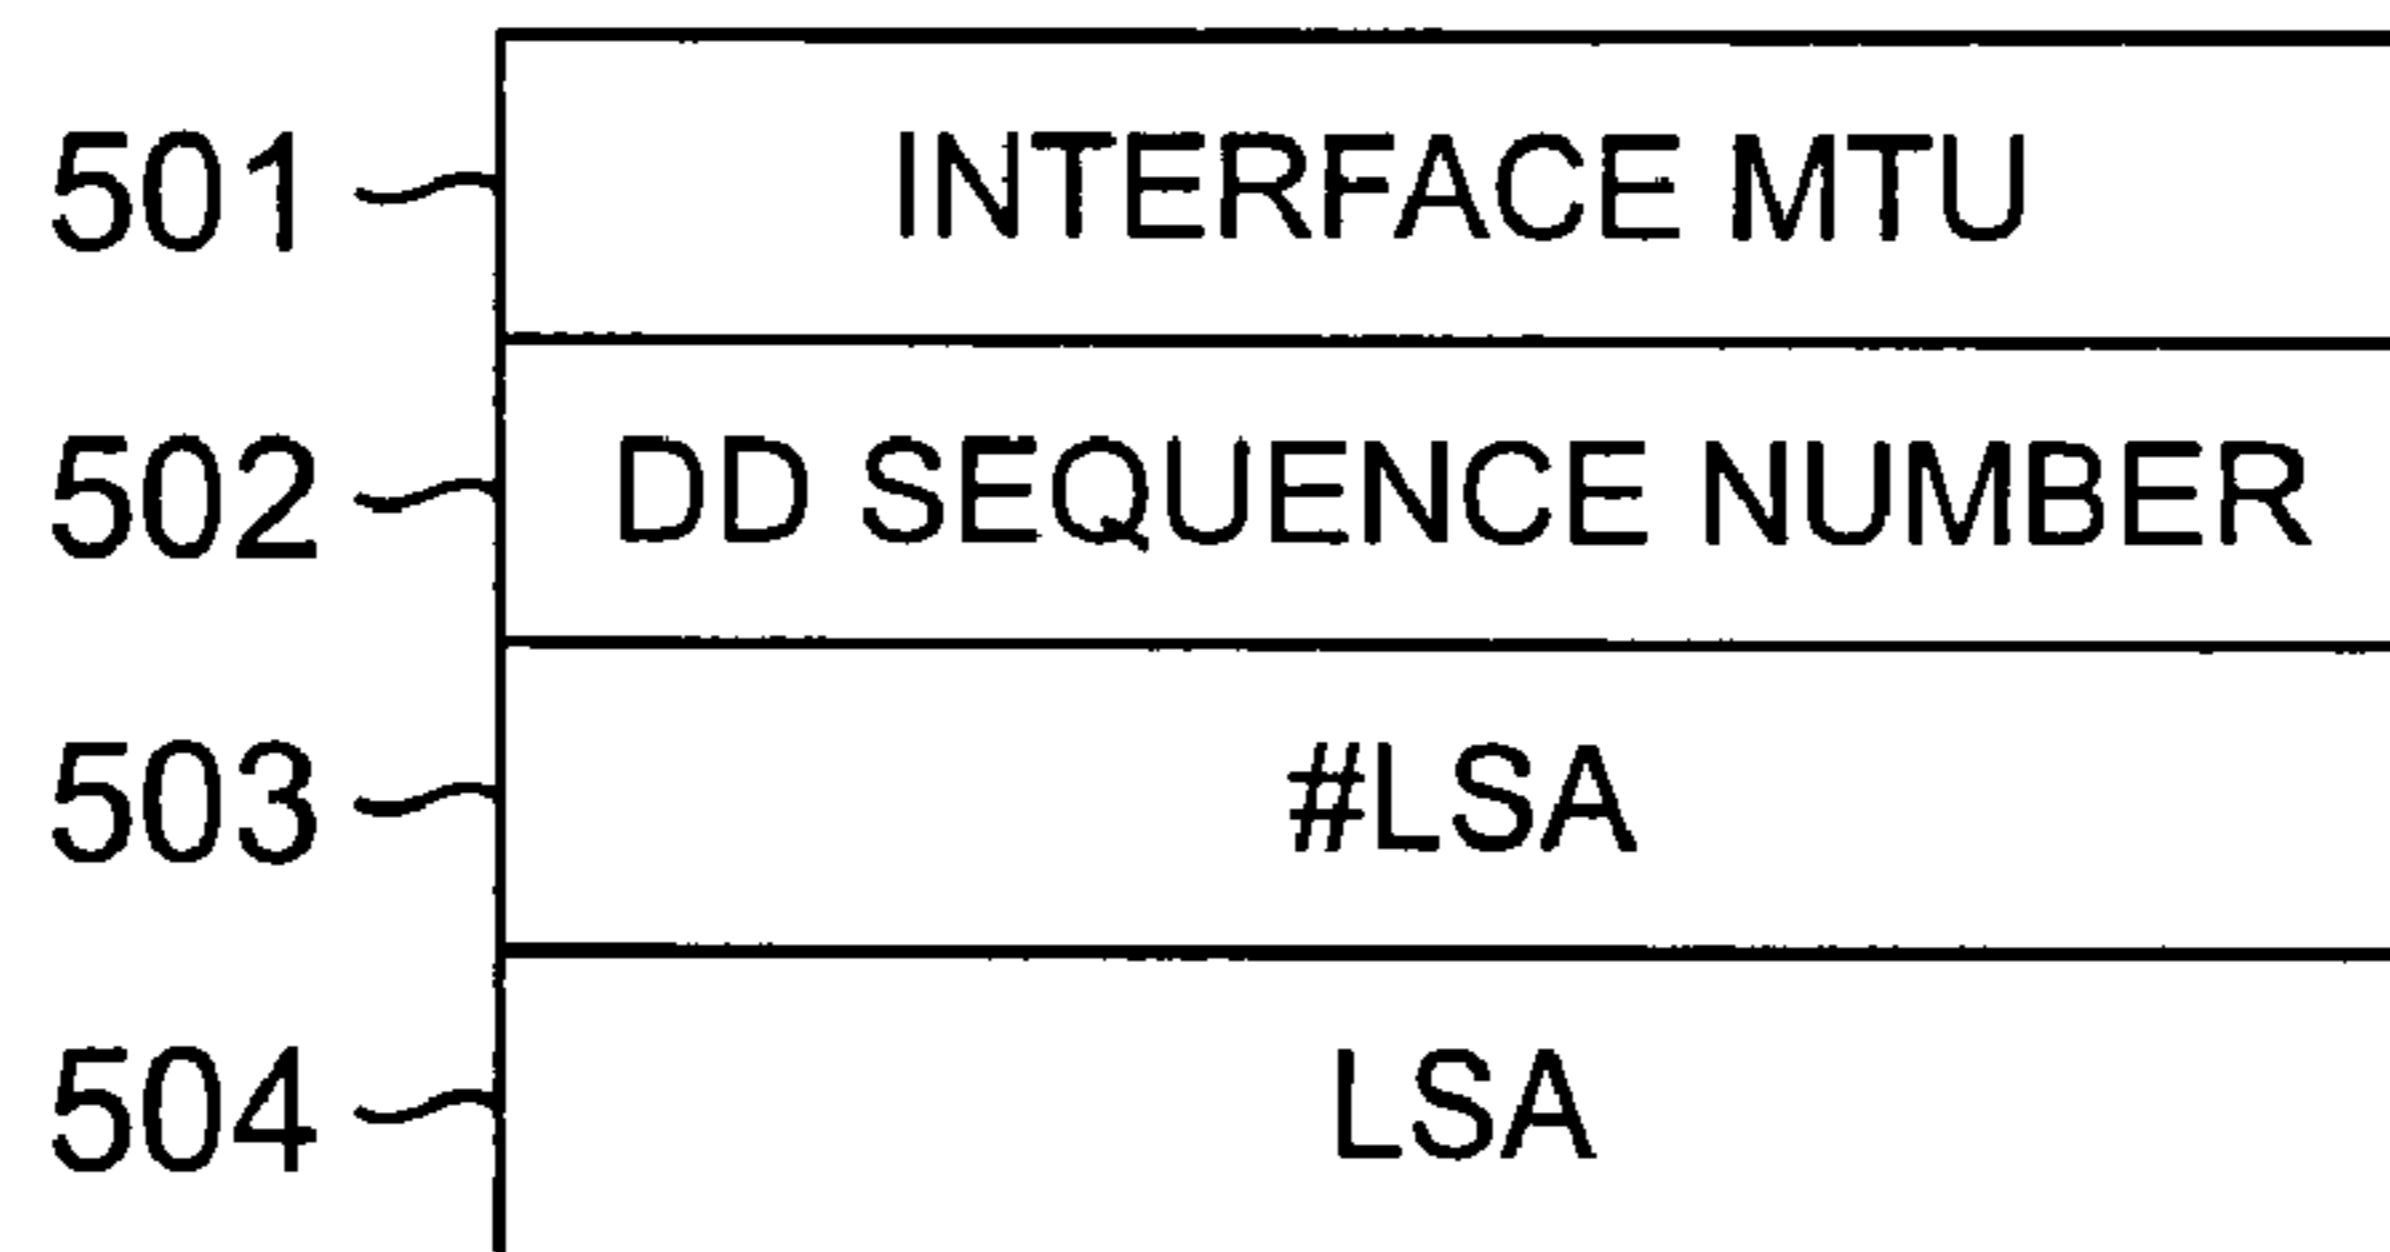 501 INTERFACE MTU
502 DD SEQUENCE NUMBER
503 #LSA
504 LSA